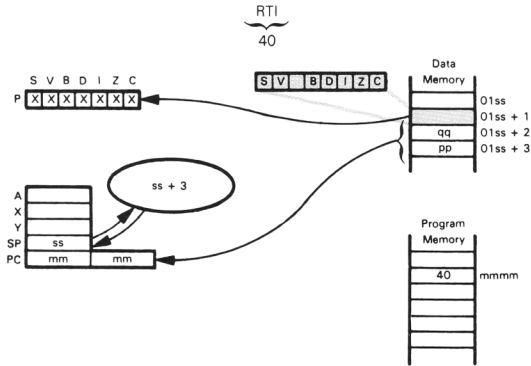 RTI
40
S V B D I Z C
P X X X X X X X
S V B D I Z C
Data
Memory
01ss
01ss + 1
qq 01ss + 2
pp 01ss + 3
ss + 3
A
X
Y
SP ss
PC mm mm
Program
Memory
40 mmmm